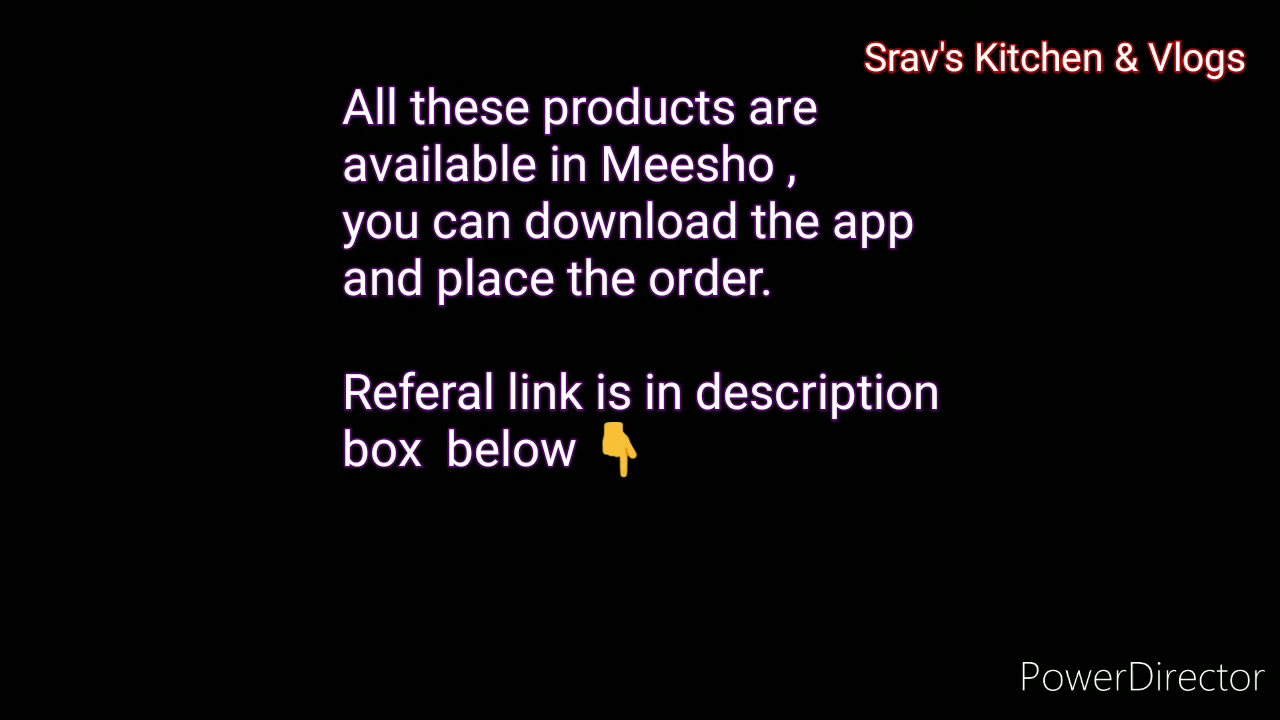 Srav's Kitchen & Vlogs
All these products are
available in Meesho ,
you can download the app
and place the order.
Referal link is in description
box  below 👇
PowerDirector